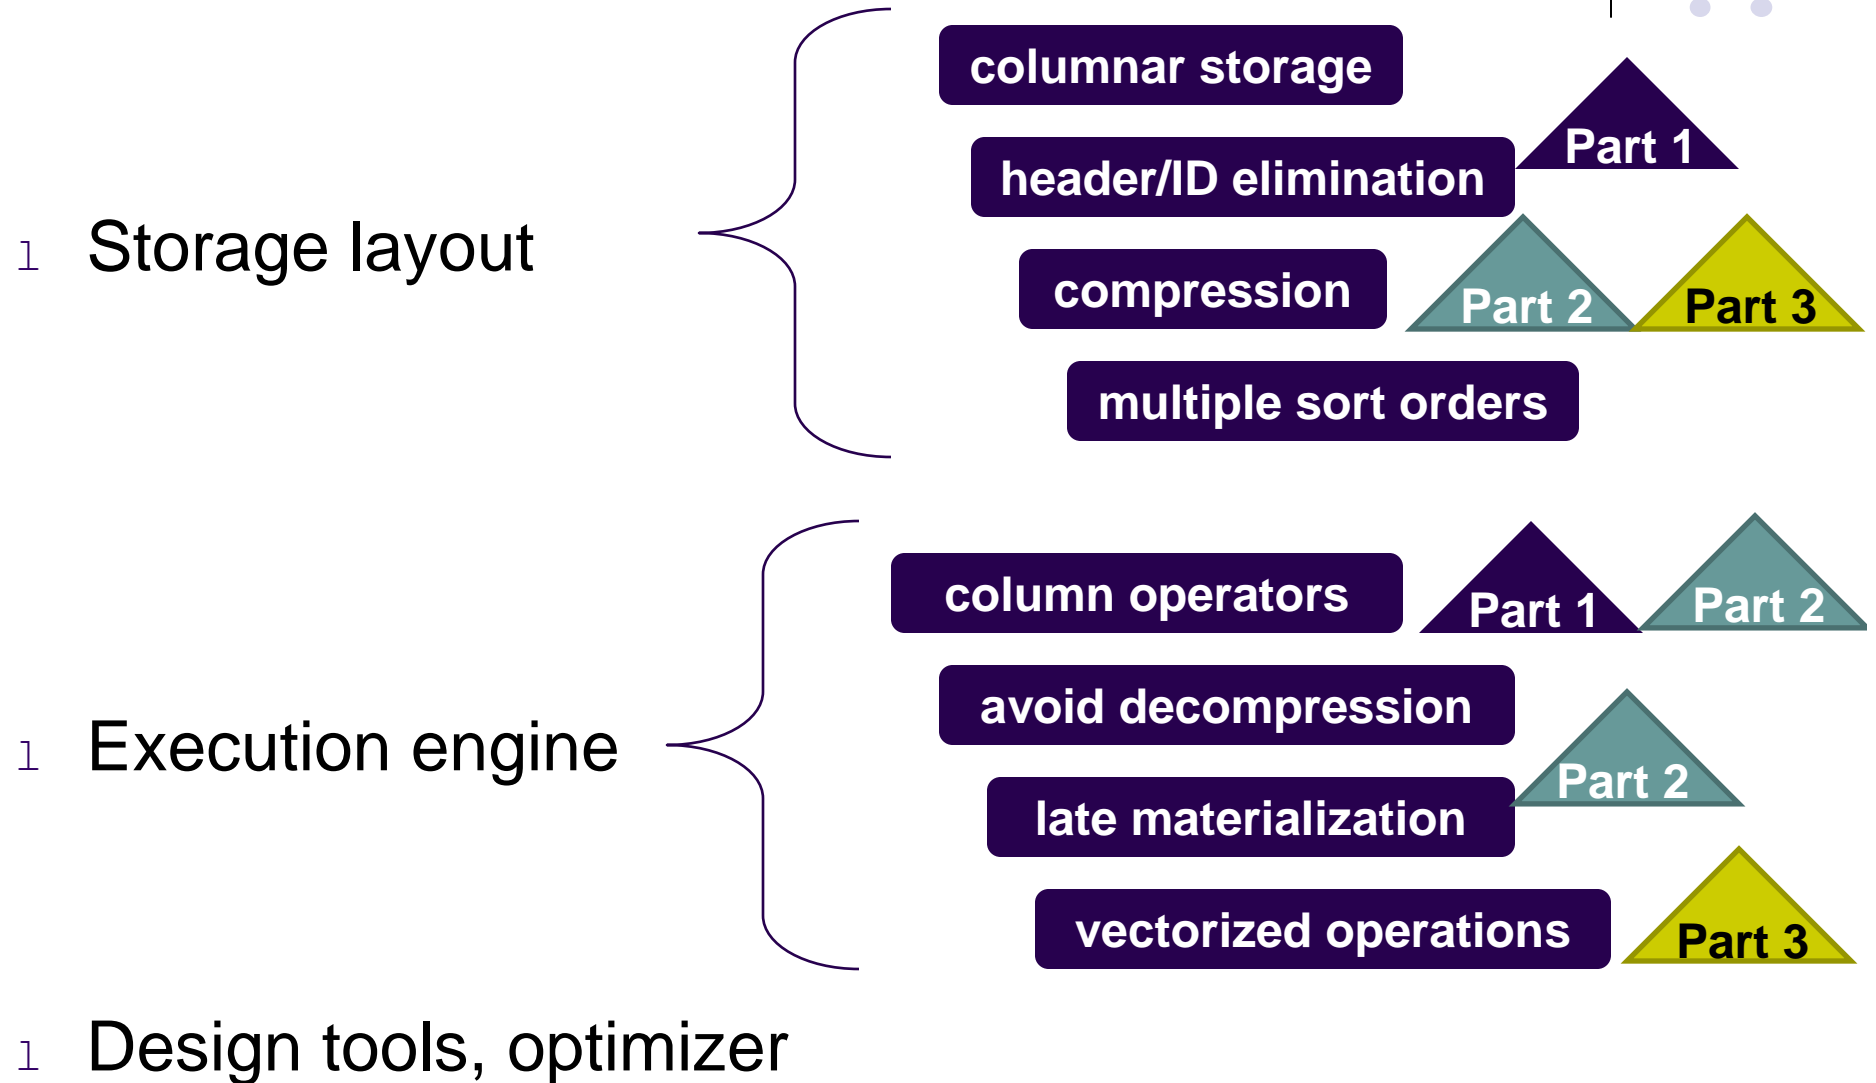 columnar storage
Part 1
header/ID elimination
l Storage layout
compression
Part 2
Part 3
multiple sort orders
column operators
Part 1
Part 2
avoid decompression
l Execution engine
Part 2
late materialization
vectorized operations
Part 3
l Design tools, optimizer